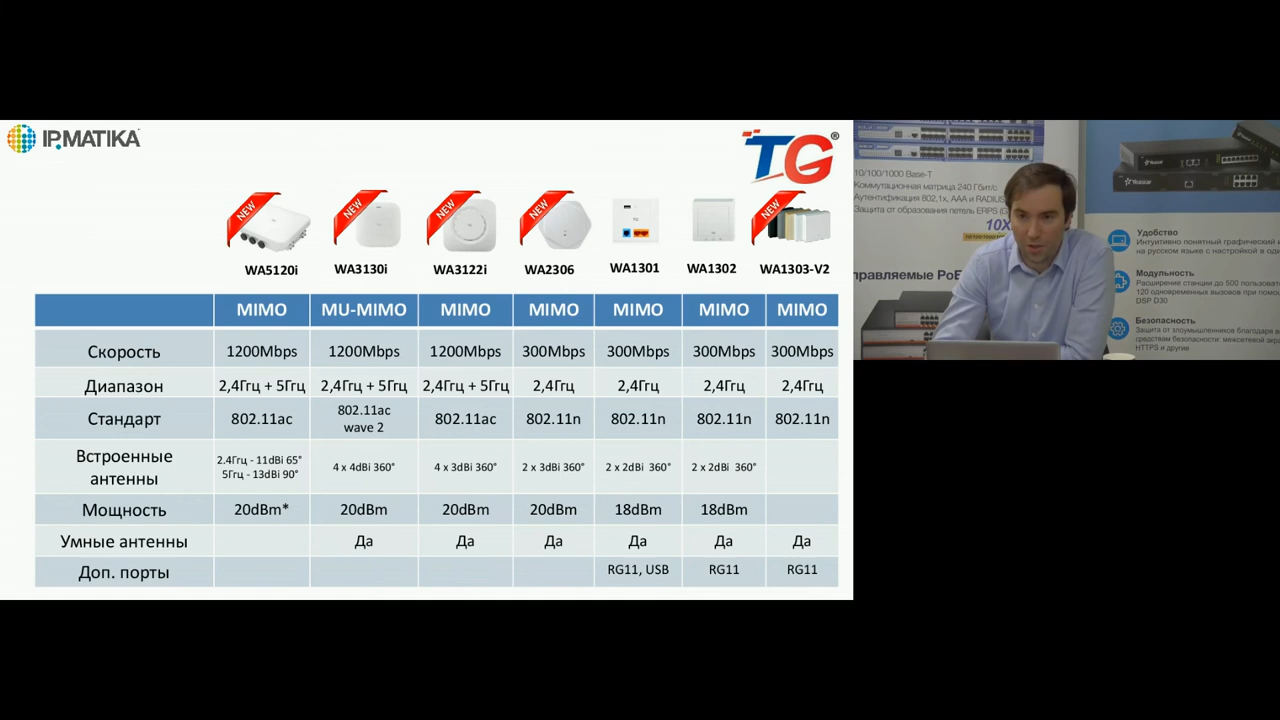 IP.MATIKA
TG®
NEW NEW NEW NEW NEW
WA5120i WA3130i WA3122i WA2306 WA1301 WA1302 WA1303-V2
MIMO MU-MIMO MIMO MIMO MIMO MIMO MIMO
Скорость 1200Mbps 1200Mbps 1200Mbps 300Mbps 300Mbps 300Mbps 300Mbps
Диапазон 2,4Ггц + 5Ггц 2,4Ггц + 5Ггц 2,4Ггц + 5Ггц 2,4Ггц 2,4Ггц 2,4Ггц 2,4Ггц
Стандарт 802.11ac 802.11ac wave 2 802.11ac 802.11n 802.11n 802.11n 802.11n
Встроенные антенны 2.4Ггц - 11dBi 65° 5Ггц - 13dBi 90° 4 x 4dBi 360° 4 x 3dBi 360° 2 x 3dBi 360° 2 x 2dBi 360° 2 x 2dBi 360°
Мощность 20dBm* 20dBm 20dBm 20dBm 18dBm 18dBm
Умные антенны Да Да Да Да Да Да
Доп. порты RG11, USB RG11 RG11
10/100/1000 Base-T
Коммутационная матрица 240 Гбит/с
Аутентификация 802,1x, AAA и RADIUS
Защита от образования петель ERPS
10X
равляемые PoE
Yeastar
Yeastar
Удобство
Интуитивно понятный графический и
на русском языке с настройкой в оди
Модульность
Расширение станции до 500 пользоват
120 одновременных вызовов при помощ
DSP D30
Безопасность
Защита от злоумышленников благодаря в
средствам безопасности: межсетевой экра
HTTPS и другие